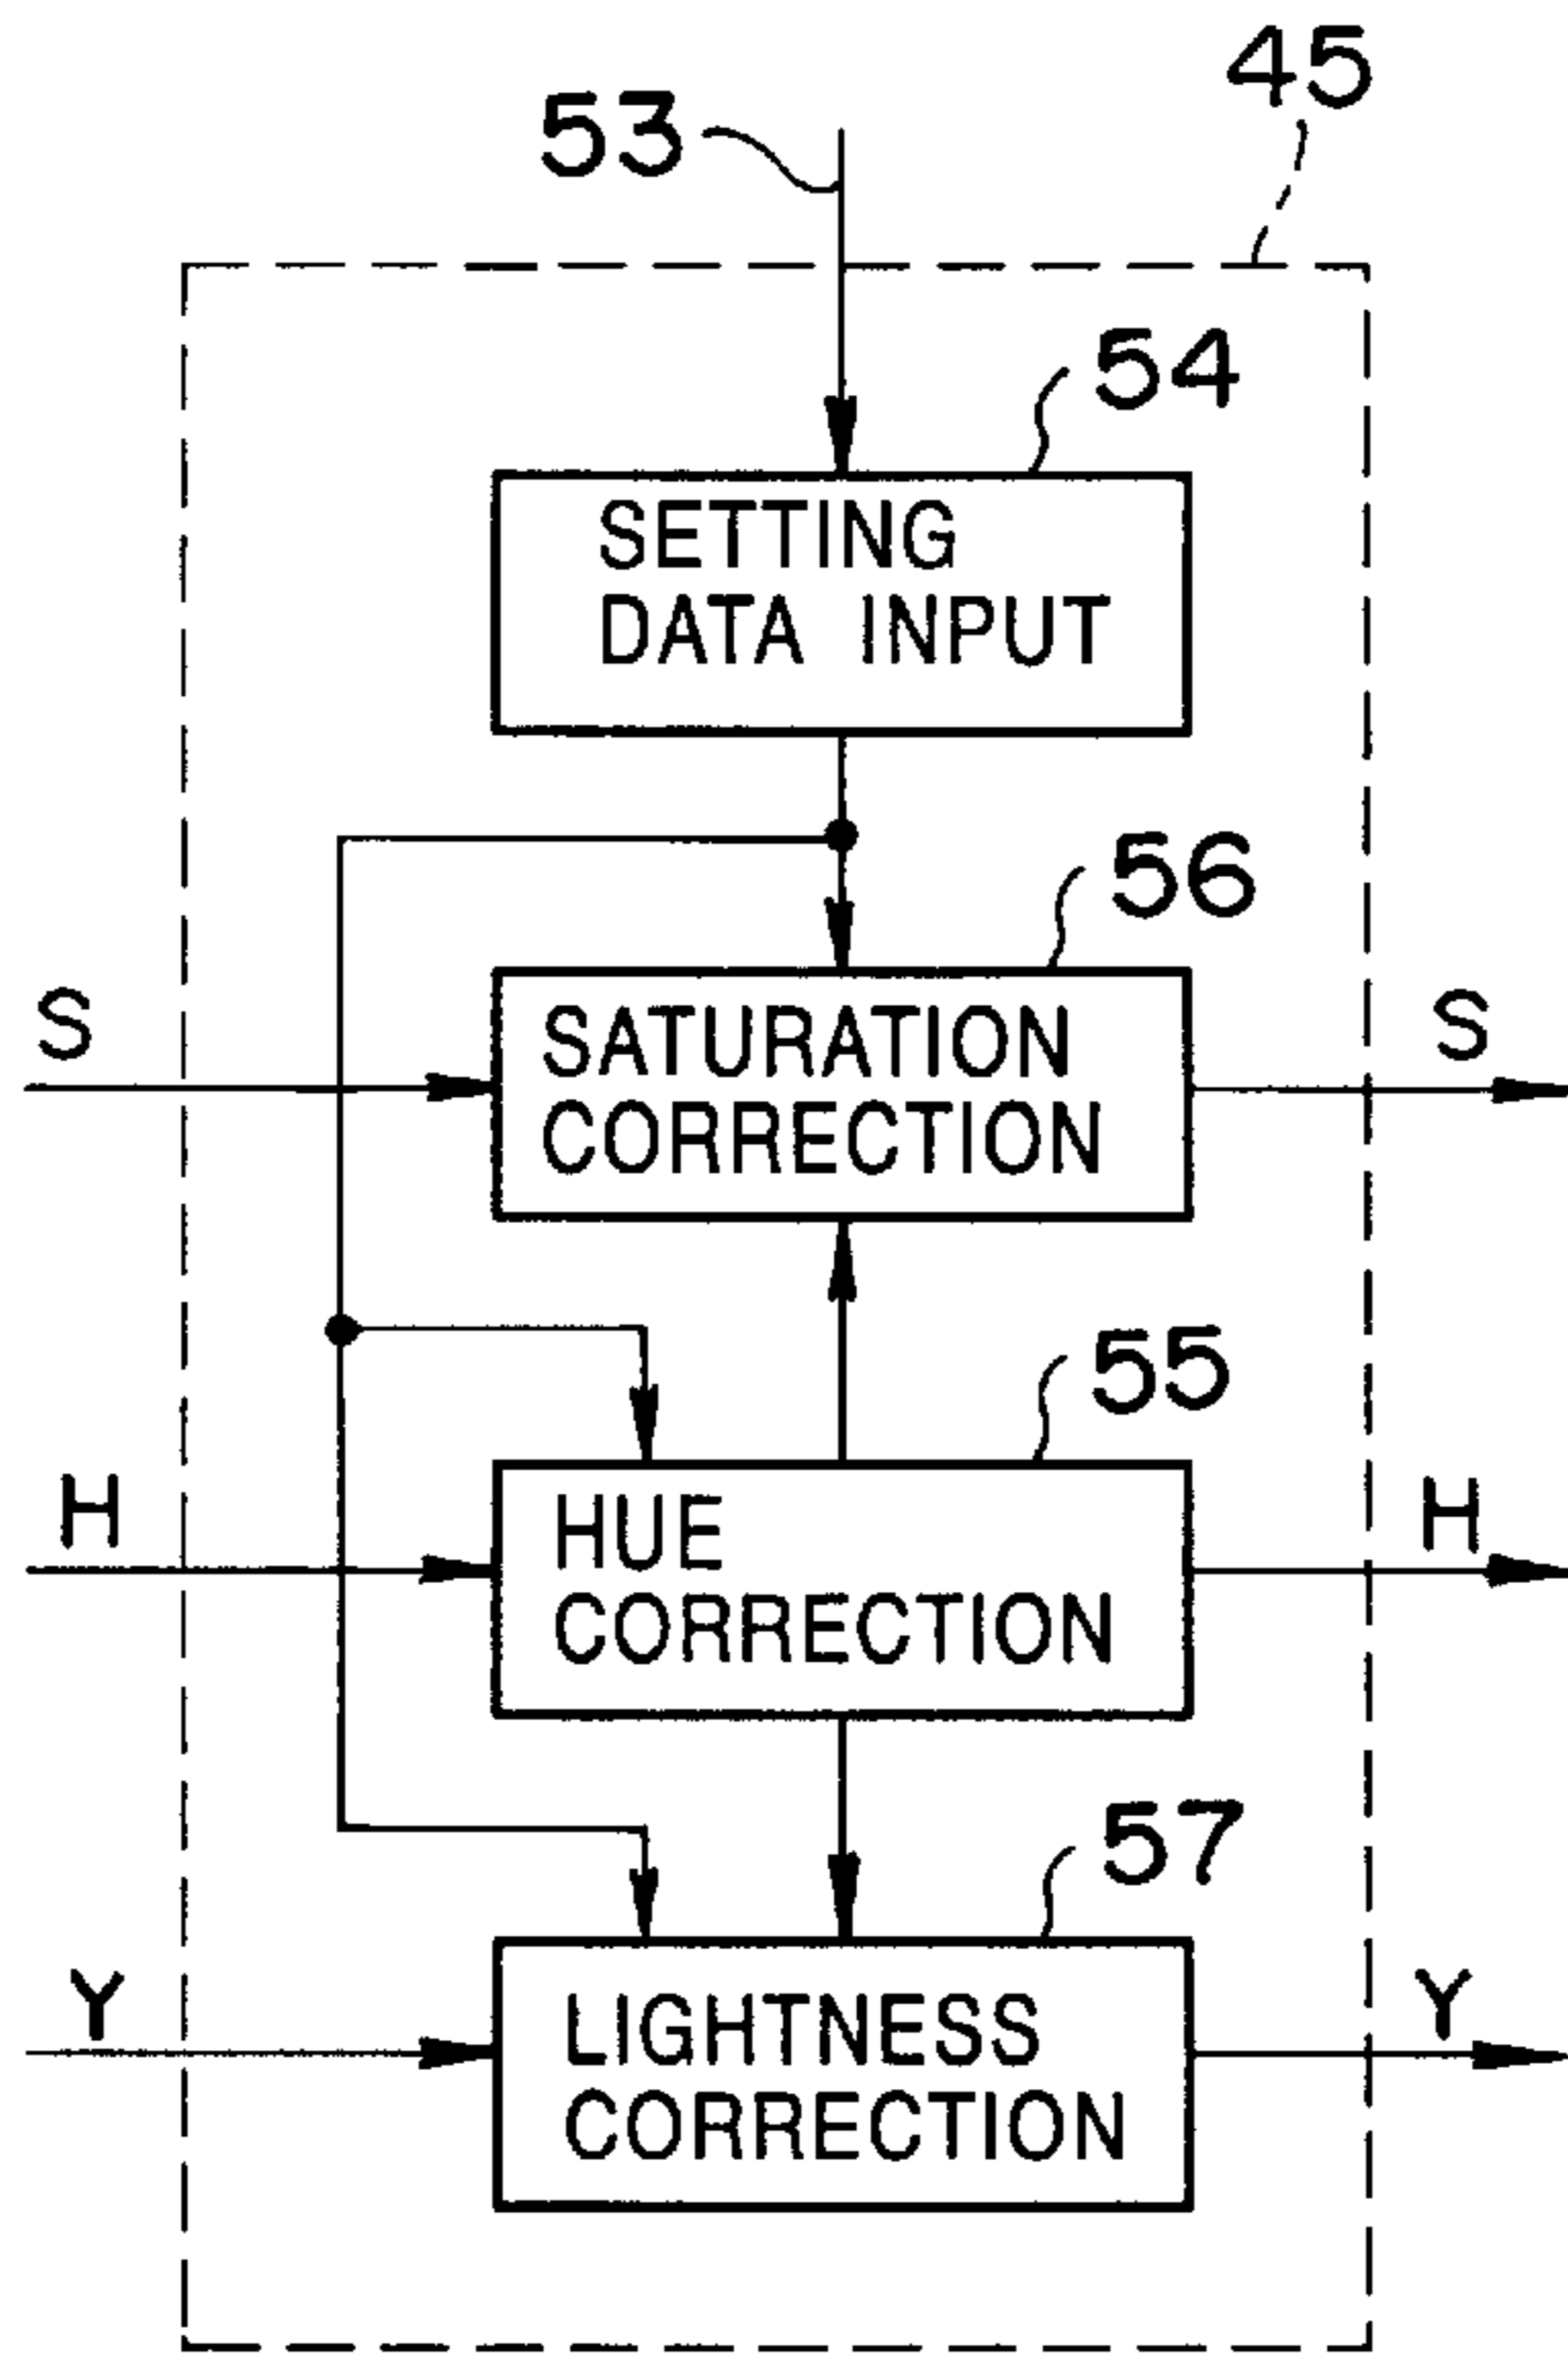 45
53
54
SETTING
DATA INPUT
56
S
SATURATION
CORRECTION
S
55
H
HUE
CORRECTION
H
57
Y
LIGHTNESS
CORRECTION
Y